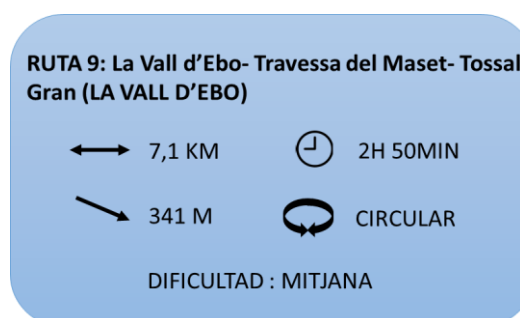 RUTA 9: La Vall d'Ebo- Travessa del Maset- Tossal
Gran (LA VALL D'EBO)
7,1 KM
2H 50MIN
341 M
CIRCULAR
DIFICULTAD : MITJANA